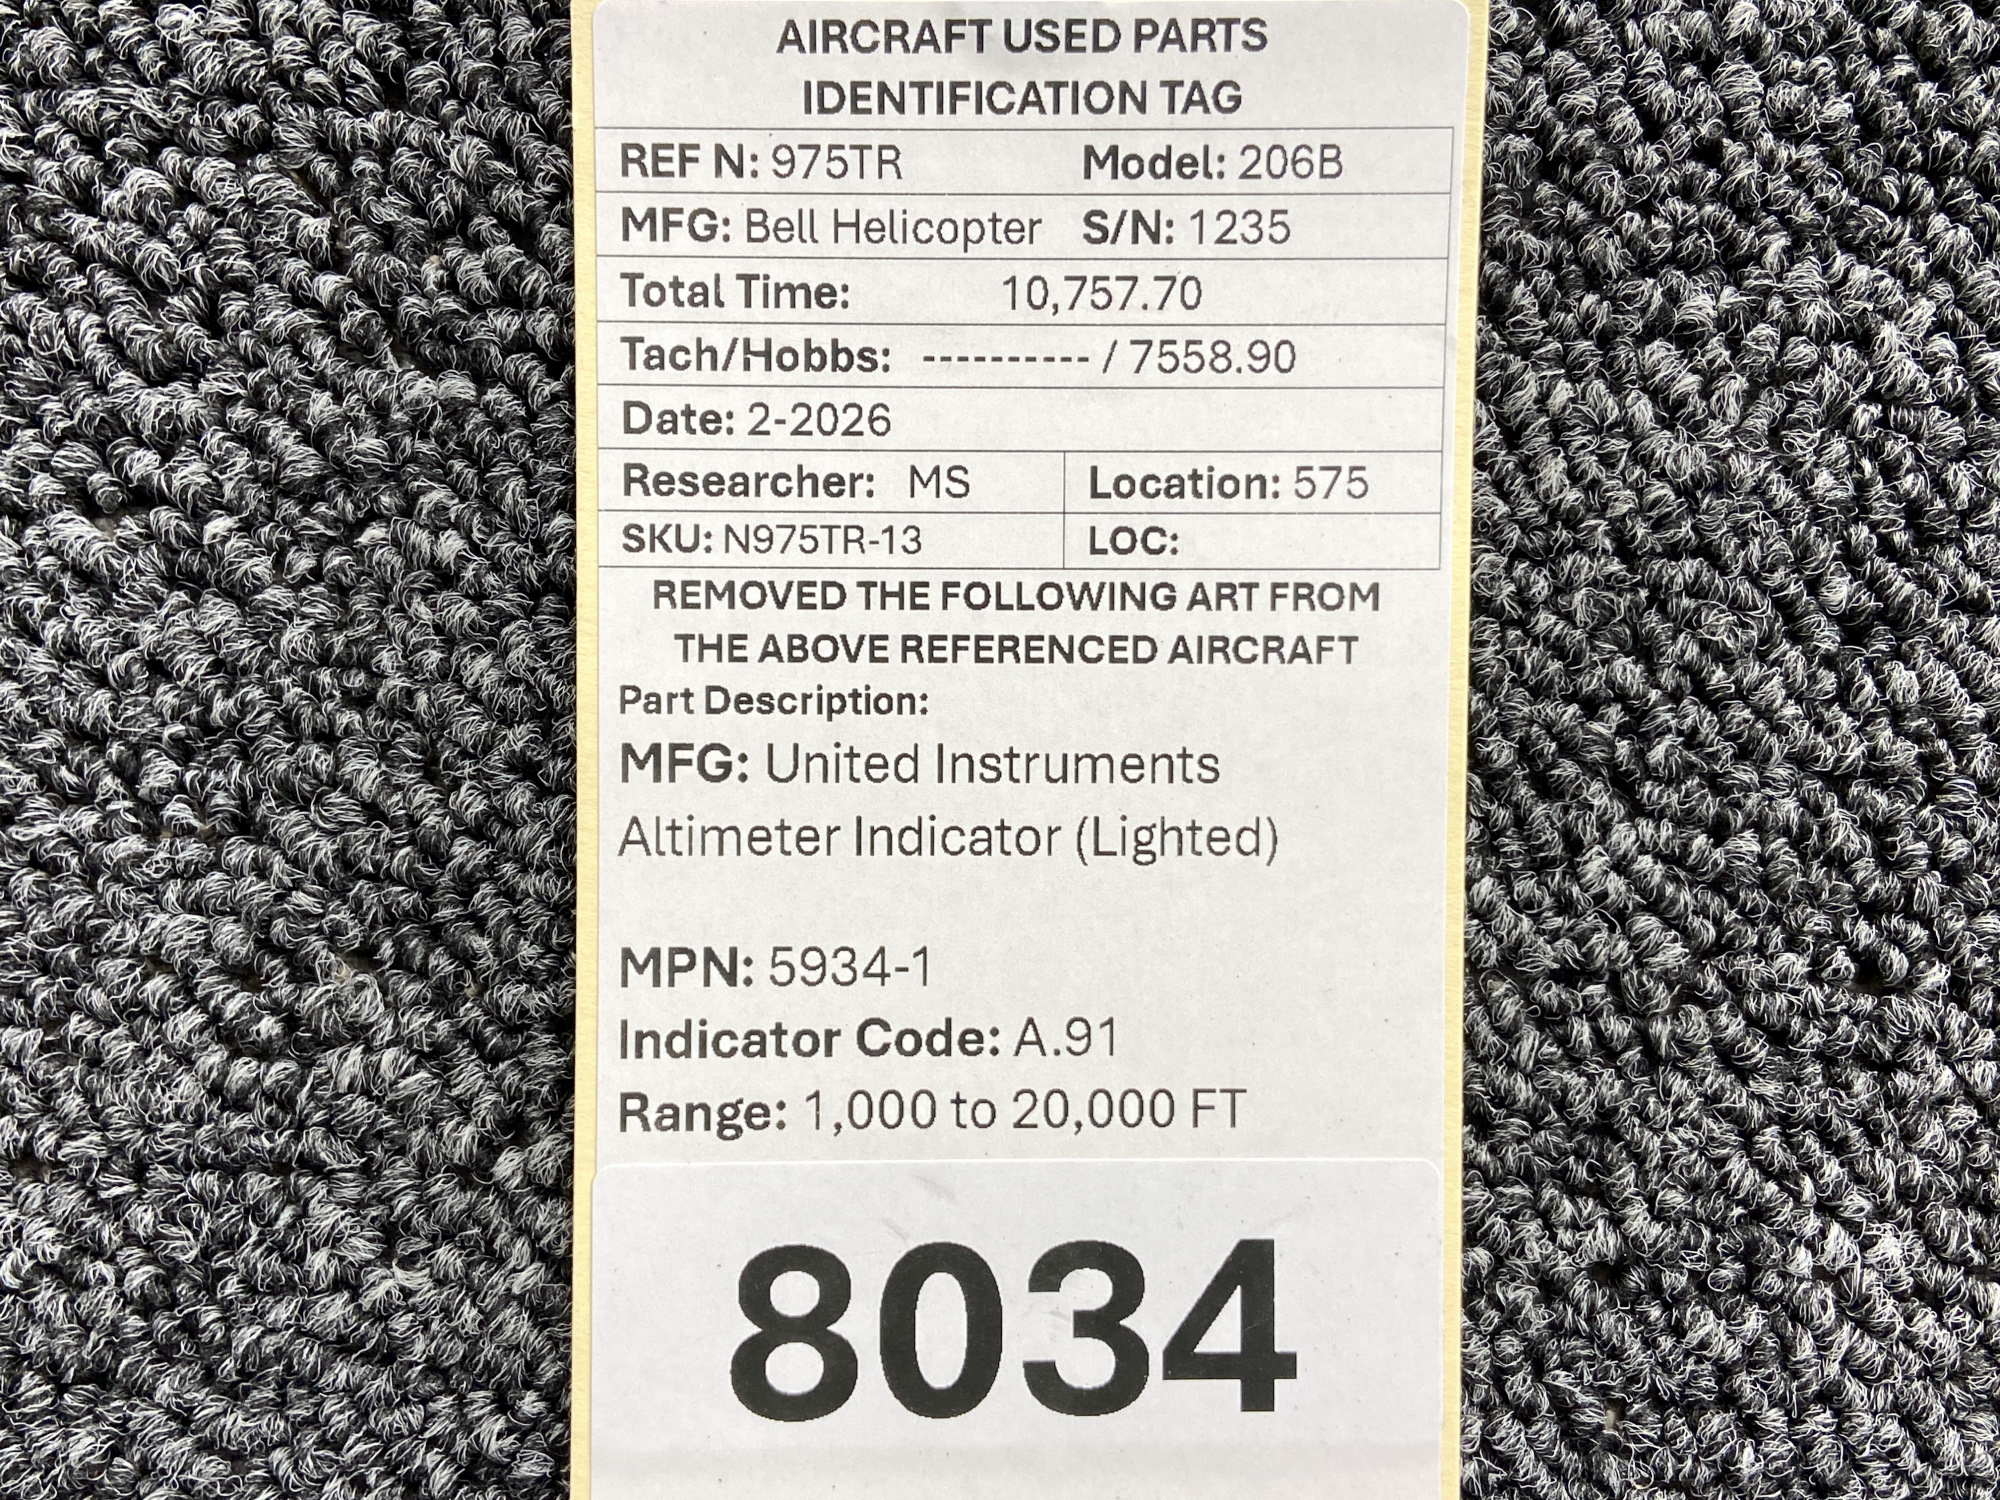 AIRCRAFT USED PARTS
IDENTIFICATION TAG
REF N: 975TR Model: 206B
MFG: Bell Helicopter S/N: 1235
Total Time: 10,757.70
Tach/Hobbs: ---------- / 7558.90
Date: 2-2026
Researcher: MS Location: 575
SKU: N975TR-13 LOC:
REMOVED THE FOLLOWING ART FROM
THE ABOVE REFERENCED AIRCRAFT
Part Description:
MFG: United Instruments
Altimeter Indicator (Lighted)
MPN: 5934-1
Indicator Code: A.91
Range: 1,000 to 20,000 FT
8034